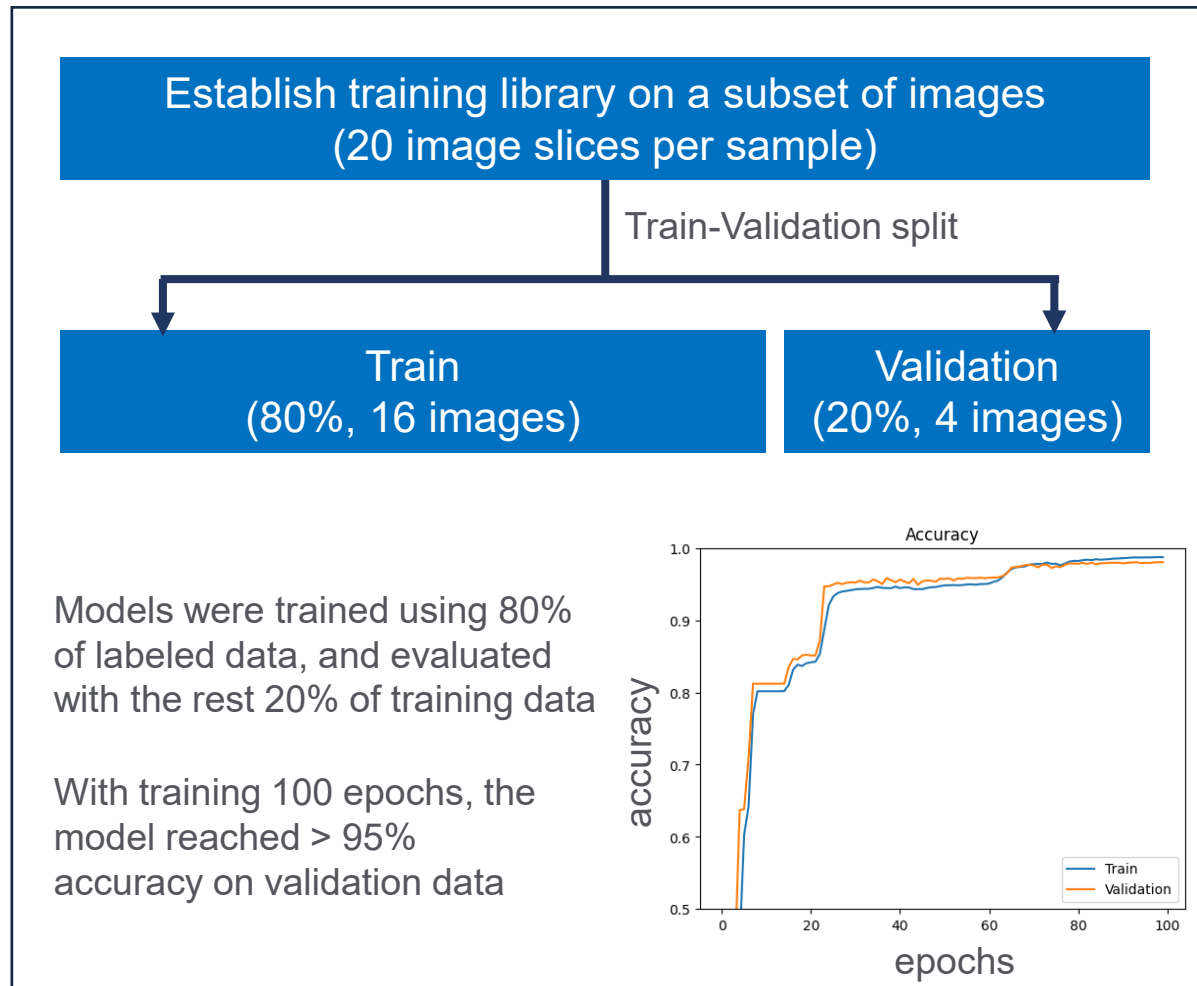 Establish training library on a subset of images
(20 image slices per sample)
Train-Validation split
Train
(80%, 16 images)
Validation
(20%, 4 images)
Models were trained using 80%
of labeled data, and evaluated
with the rest 20% of training data
With training 100 epochs, the
model reached > 95%
accuracy on validation data
Accuracy
accuracy
1.0
0.9
0.8
0.7
0.6
0.5
Train
Validation
0 20 40 60 80 100
epochs